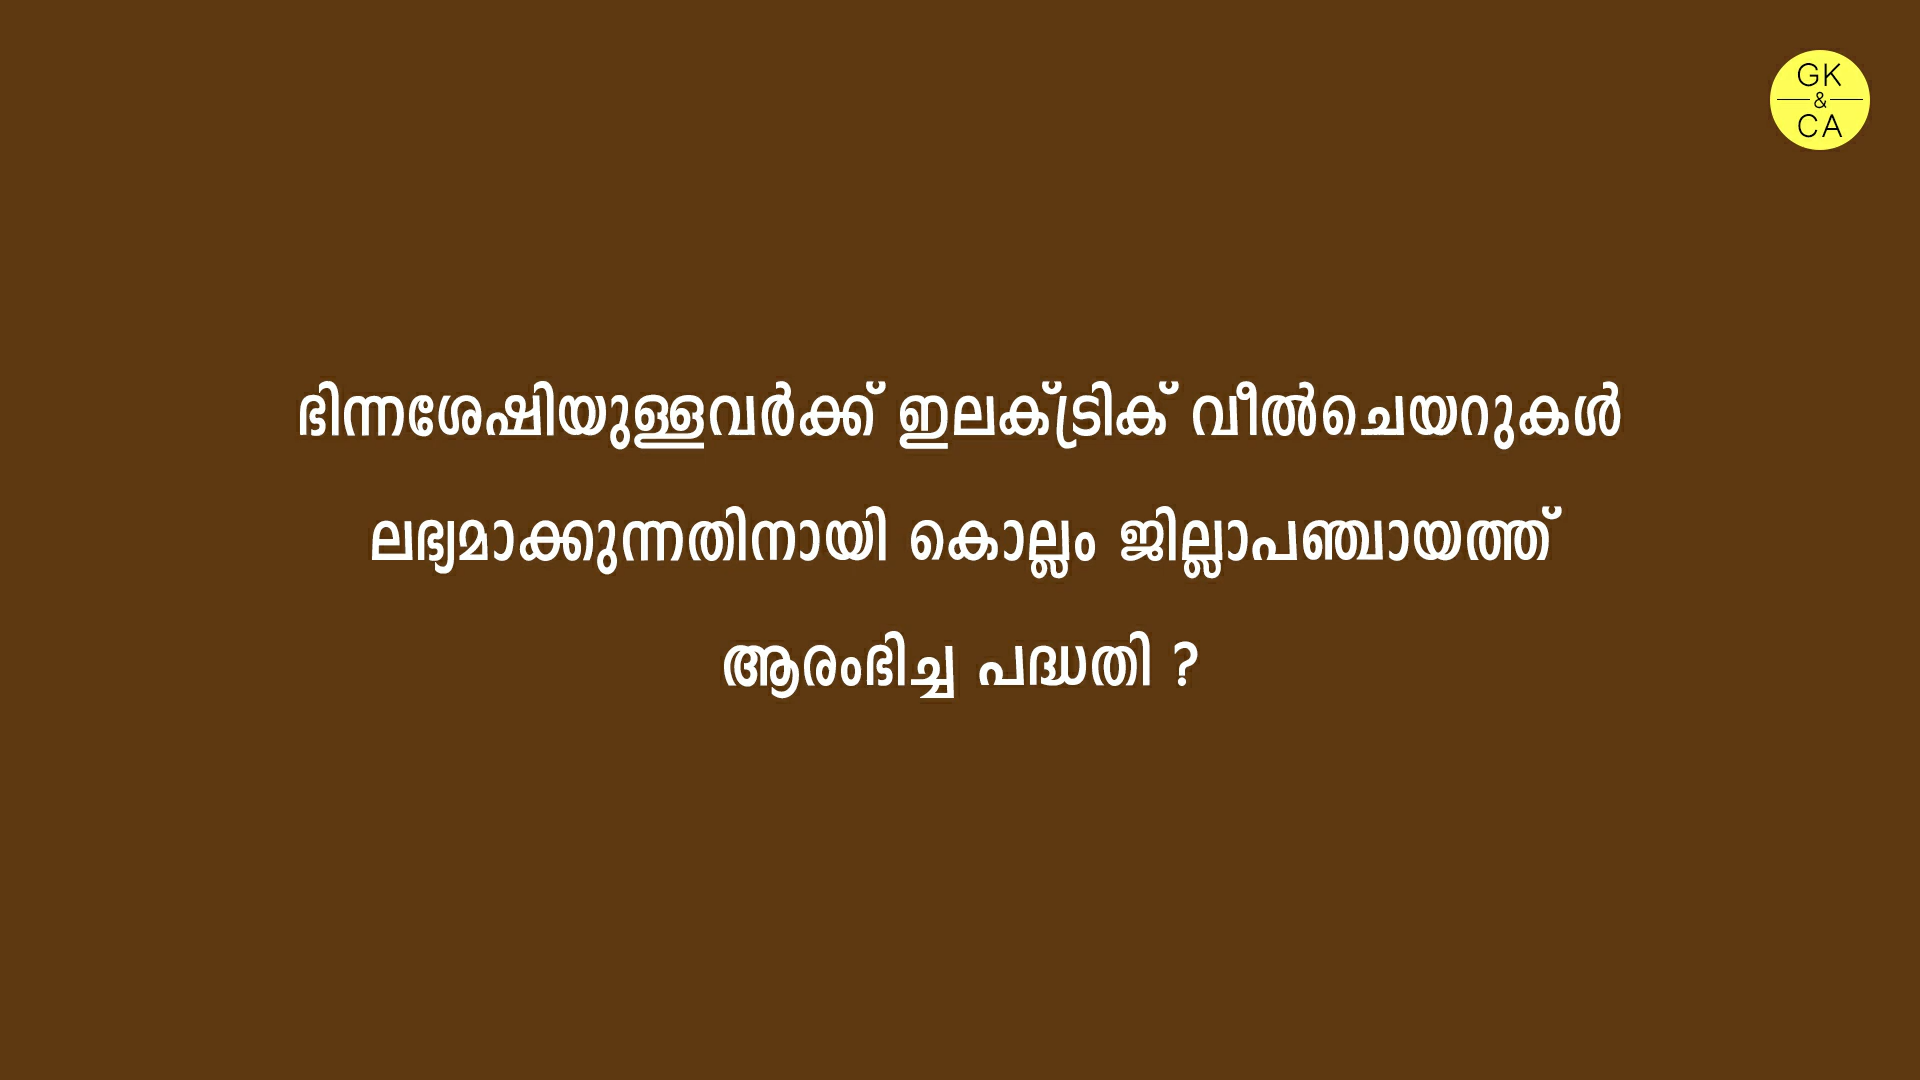 GK
&
CA
ഭിന്നശേഷിയുള്ളവർക്ക് ഇലക്ട്രിക് വീൽചെയറുകൾ
ലഭ്യമാക്കുന്നതിനായി കൊല്ലം ജില്ലാപഞ്ചായത്ത്
ആരംഭിച്ച പദ്ധതി ?